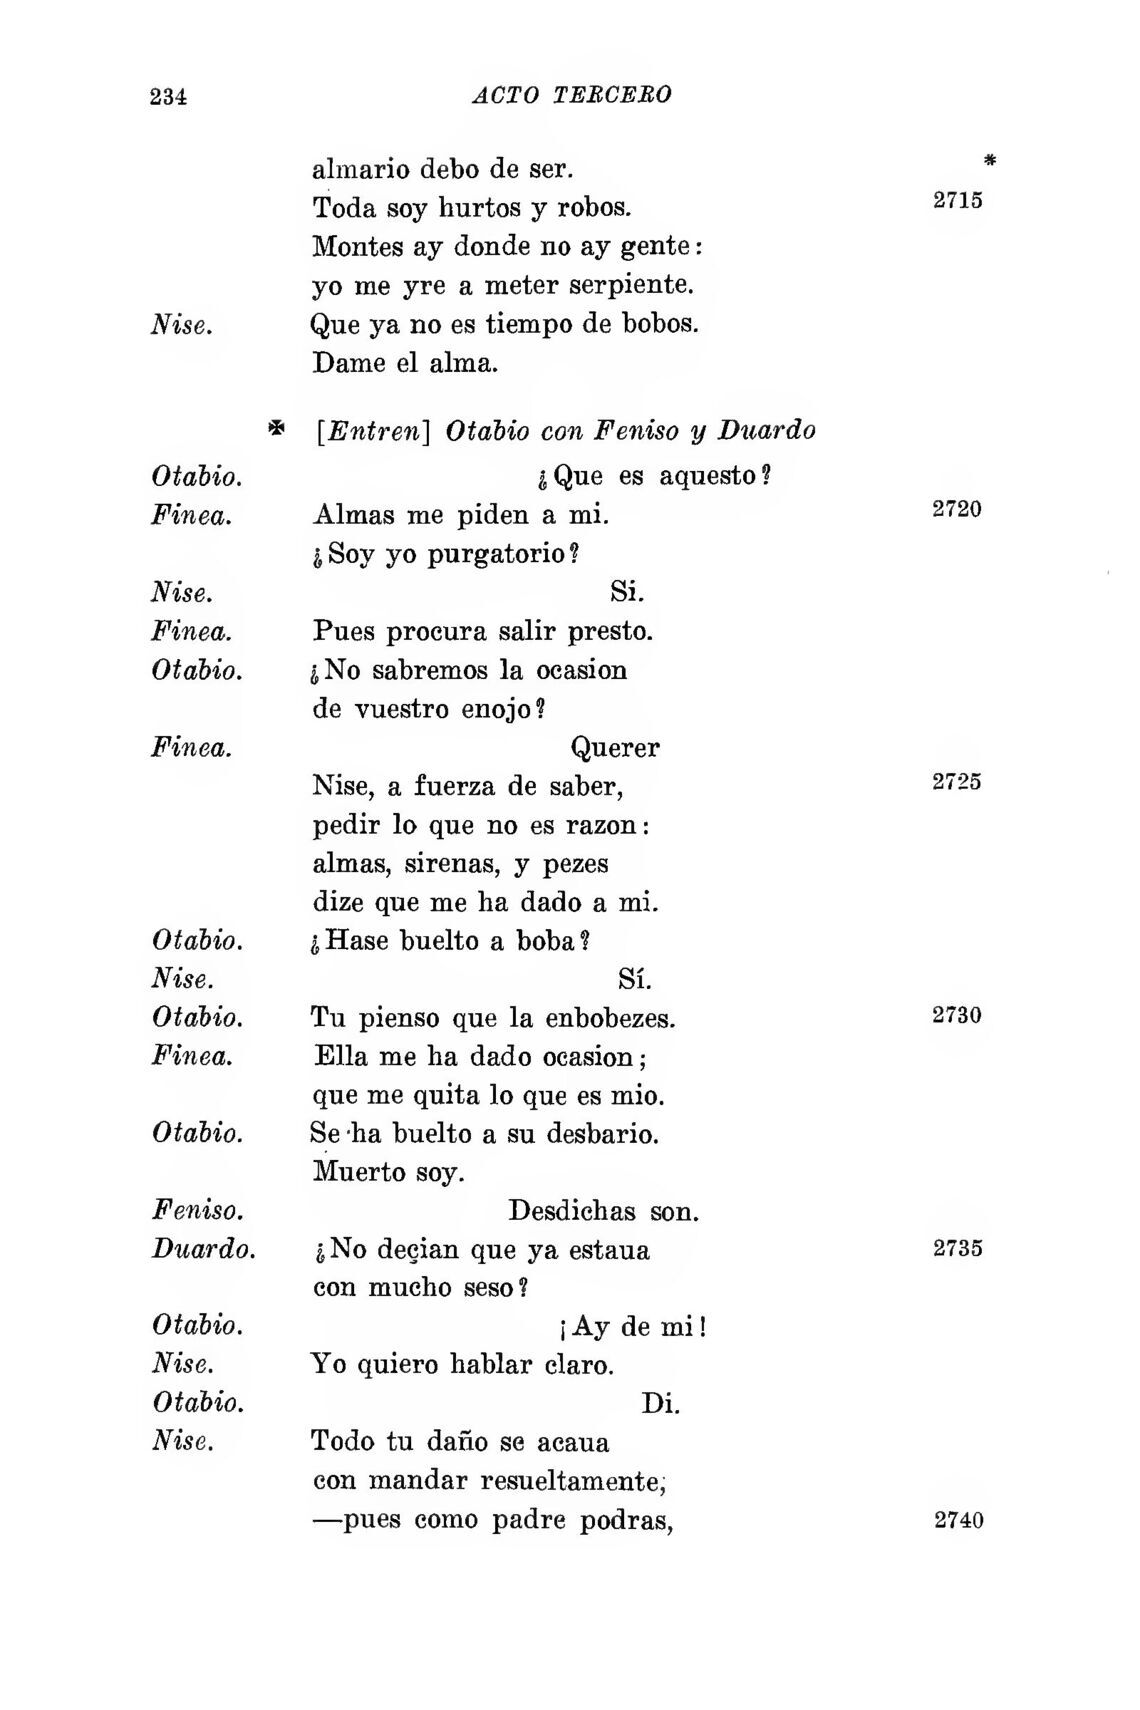 234 ACTO TERCERO
almario debo de ser. *
Toda soy hurtos y robos. 2715
Montes ay donde no ay gente:
yo me yre a meter serpiente.
Nise. Que ya no es tiempo de bobos.
Dame el alma.
✠ [Entren] Otabio con Feniso y Duardo
Otabio. ¿Que es aquesto?
Finea. Almas me piden a mi. 2720
¿Soy yo purgatorio?
Nise. Si.
Finea. Pues procura salir presto.
Otabio. ¿No sabremos la ocasion
de vuestro enojo?
Finea. Querer
Nise, a fuerza de saber, 2725
pedir lo que no es razon:
almas, sirenas, y pezes
dize que me ha dado a mi.
Otabio. ¿Hase buelto a boba?
Nise. Sí.
Otabio. Tu pienso que la enbobezes. 2730
Finea. Ella me ha dado ocasion;
que me quita lo que es mio.
Otabio. Se ha buelto a su desbario.
Muerto soy.
Feniso. Desdichas son.
Duardo. ¿No deçian que ya estaua 2735
con mucho seso?
Otabio. ¡Ay de mi!
Nise. Yo quiero hablar claro.
Otabio. Di.
Nise. Todo tu daño se acaua
con mandar resueltamente,
—pues como padre podras, 2740